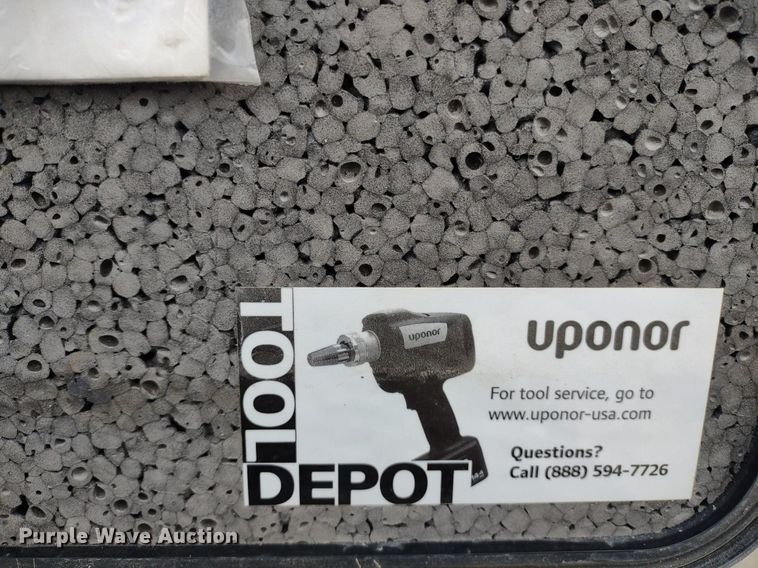 TOOL
DEPOT
uponor
uponor
For tool service, go to
www.uponor-usa.com
Questions?
Call (888) 594-7726
Purple Wave Auction